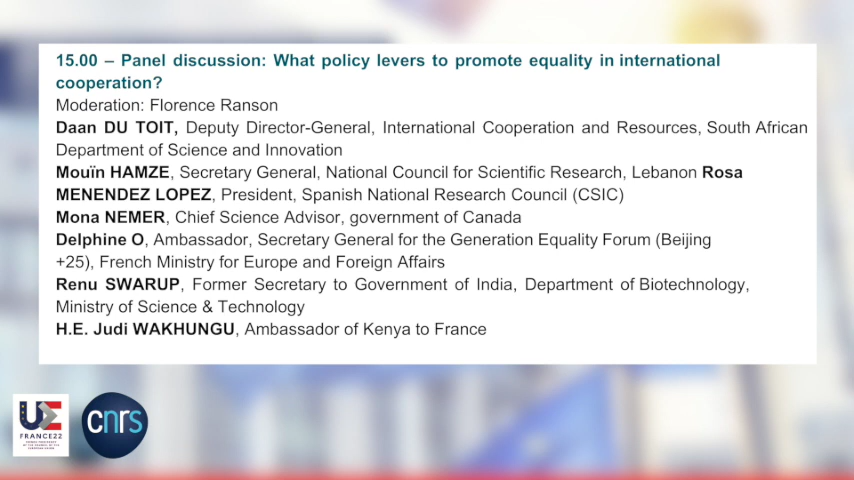 15.00 – Panel discussion: What policy levers to promote equality in international
cooperation?
Moderation: Florence Ranson
Daan DU TOIT, Deputy Director-General, International Cooperation and Resources, South African
Department of Science and Innovation
Mouïn HAMZE, Secretary General, National Council for Scientific Research, Lebanon Rosa
MENENDEZ LOPEZ, President, Spanish National Research Council (CSIC)
Mona NEMER, Chief Science Advisor, government of Canada
Delphine O, Ambassador, Secretary General for the Generation Equality Forum (Beijing
+25), French Ministry for Europe and Foreign Affairs
Renu SWARUP, Former Secretary to Government of India, Department of Biotechnology,
Ministry of Science & Technology
H.E. Judi WAKHUNGU, Ambassador of Kenya to France
UE
FRANCE22
cnrs